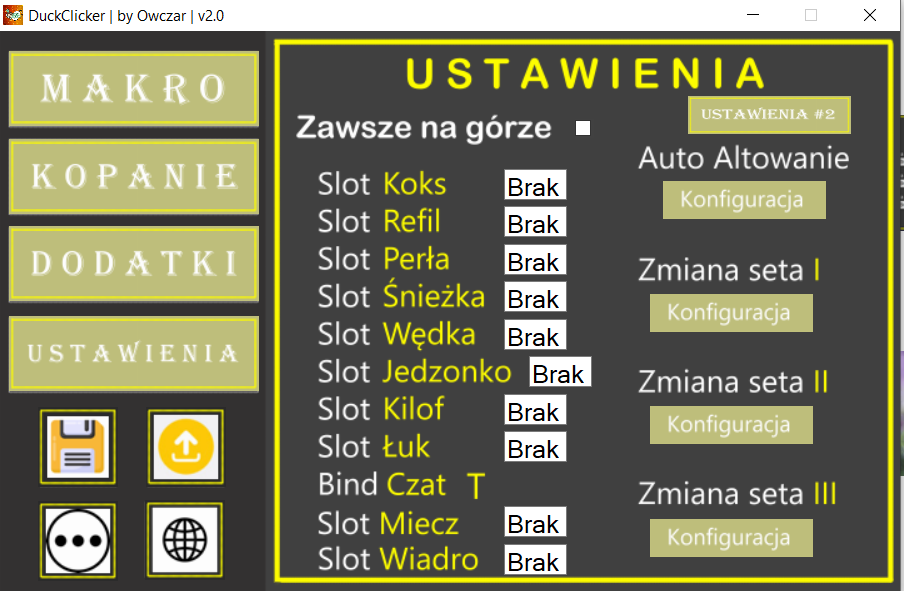 DuckClicker | by Owczar | v2.0
MAKRO
KOPANIE
DODATKI
USTAWIENIA
USTAWIENIA
USTAWIENIA #2
Zawsze na górze
Slot Koks Brak
Slot Refil Brak
Slot Perła Brak
Slot Śnieżka Brak
Slot Wędka Brak
Slot Jedzonko Brak
Slot Kilof Brak
Slot Łuk Brak
Bind Czat T
Slot Miecz Brak
Slot Wiadro Brak
Auto Altowanie
Konfiguracja
Zmiana seta I
Konfiguracja
Zmiana seta II
Konfiguracja
Zmiana seta III
Konfiguracja